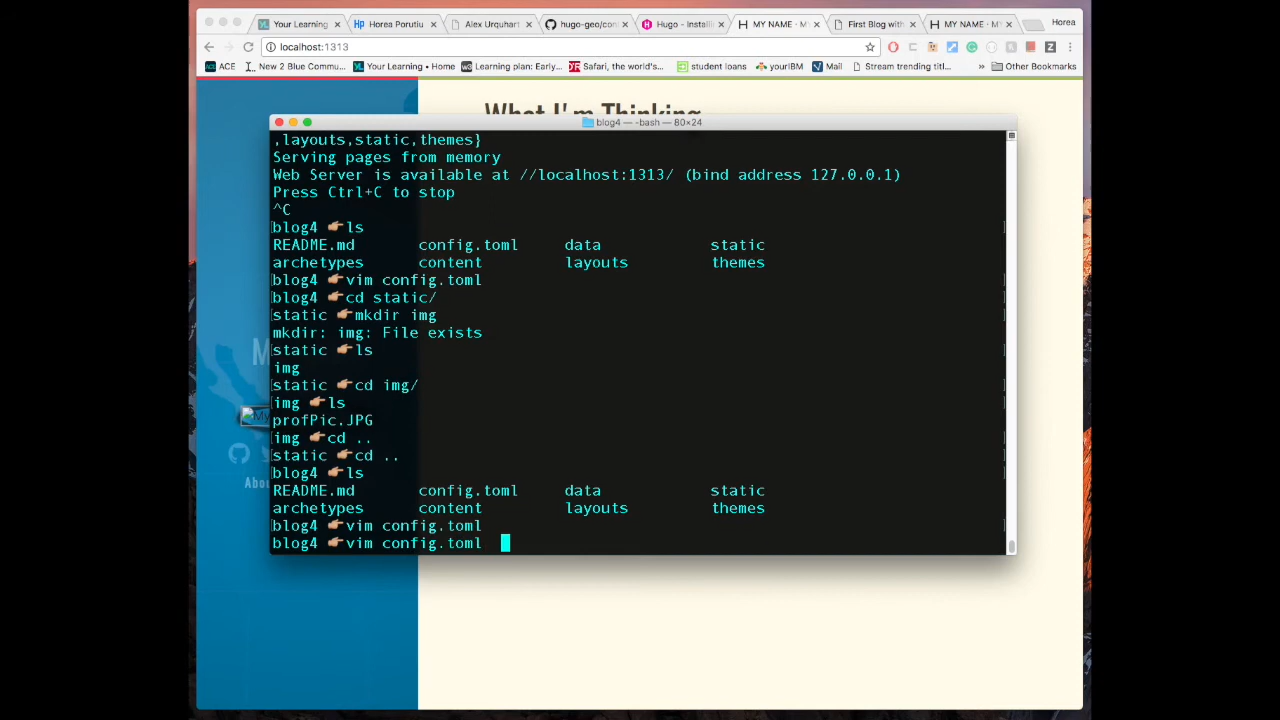 Your Learning
Horea Porutiu
Alex Urquhart
hugo-geo/con
Hugo - Installi
MY NAME -
First Blog with
MY NAME -
Horea
localhost:1313
ACE
New 2 Blue Commu...
Your Learning • Home
Learning plan: Early...
Safari, the world's...
student loans
yourIBM
Mail
Stream trending titl...
»
Other Bookmarks
What I'm Thinking
blog4 — -bash — 80×24
,layouts,static,themes}
Serving pages from memory
Web Server is available at //localhost:1313/ (bind address 127.0.0.1)
Press Ctrl+C to stop
^C
blog4 👉ls
README.md config.toml data static
archetypes content layouts themes
blog4 👉vim config.toml
blog4 👉cd static/
static 👉mkdir img
mkdir: img: File exists
static 👉ls
img
static 👉cd img/
img 👉ls
profPic.JPG
img 👉cd ..
static 👉cd ..
blog4 👉ls
README.md config.toml data static
archetypes content layouts themes
blog4 👉vim config.toml
blog4 👉vim config.toml